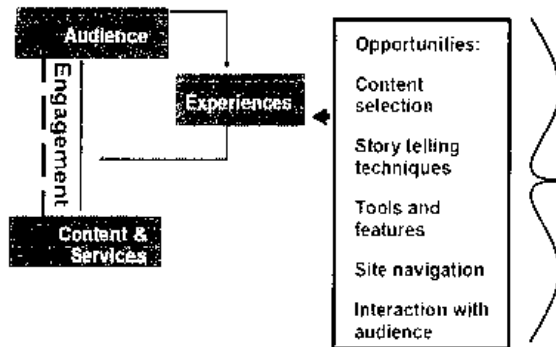 Audience
Engagement
Experiences
Content &
Services
Opportunities:
Content
selection
Story telling
techniques
Tools and
features
Site navigation
Interaction with
audience